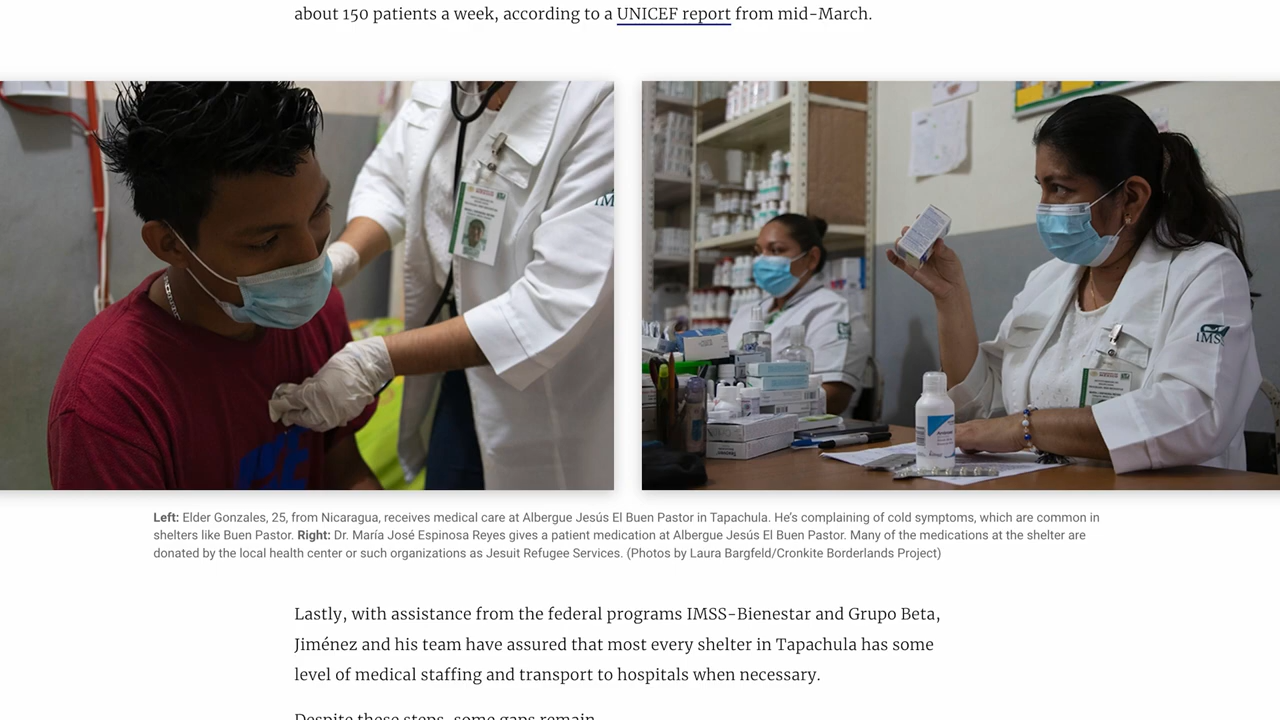 about 150 patients a week, according to a UNICEF report from mid-March.
IMSS
Left: Elder Gonzales, 25, from Nicaragua, receives medical care at Albergue Jesús El Buen Pastor in Tapachula. He’s complaining of cold symptoms, which are common in
shelters like Buen Pastor. Right: Dr. María José Espinosa Reyes gives a patient medication at Albergue Jesús El Buen Pastor. Many of the medications at the shelter are
donated by the local health center or such organizations as Jesuit Refugee Services. (Photos by Laura Bargfeld/Cronkite Borderlands Project)
Lastly, with assistance from the federal programs IMSS-Bienestar and Grupo Beta,
Jiménez and his team have assured that most every shelter in Tapachula has some
level of medical staffing and transport to hospitals when necessary.
Despite these steps, some gaps remain.